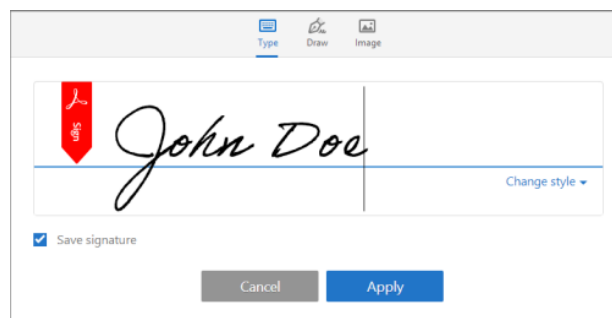 Type Draw Image
Sign
John Doe
Change style
Save signature
Cancel Apply